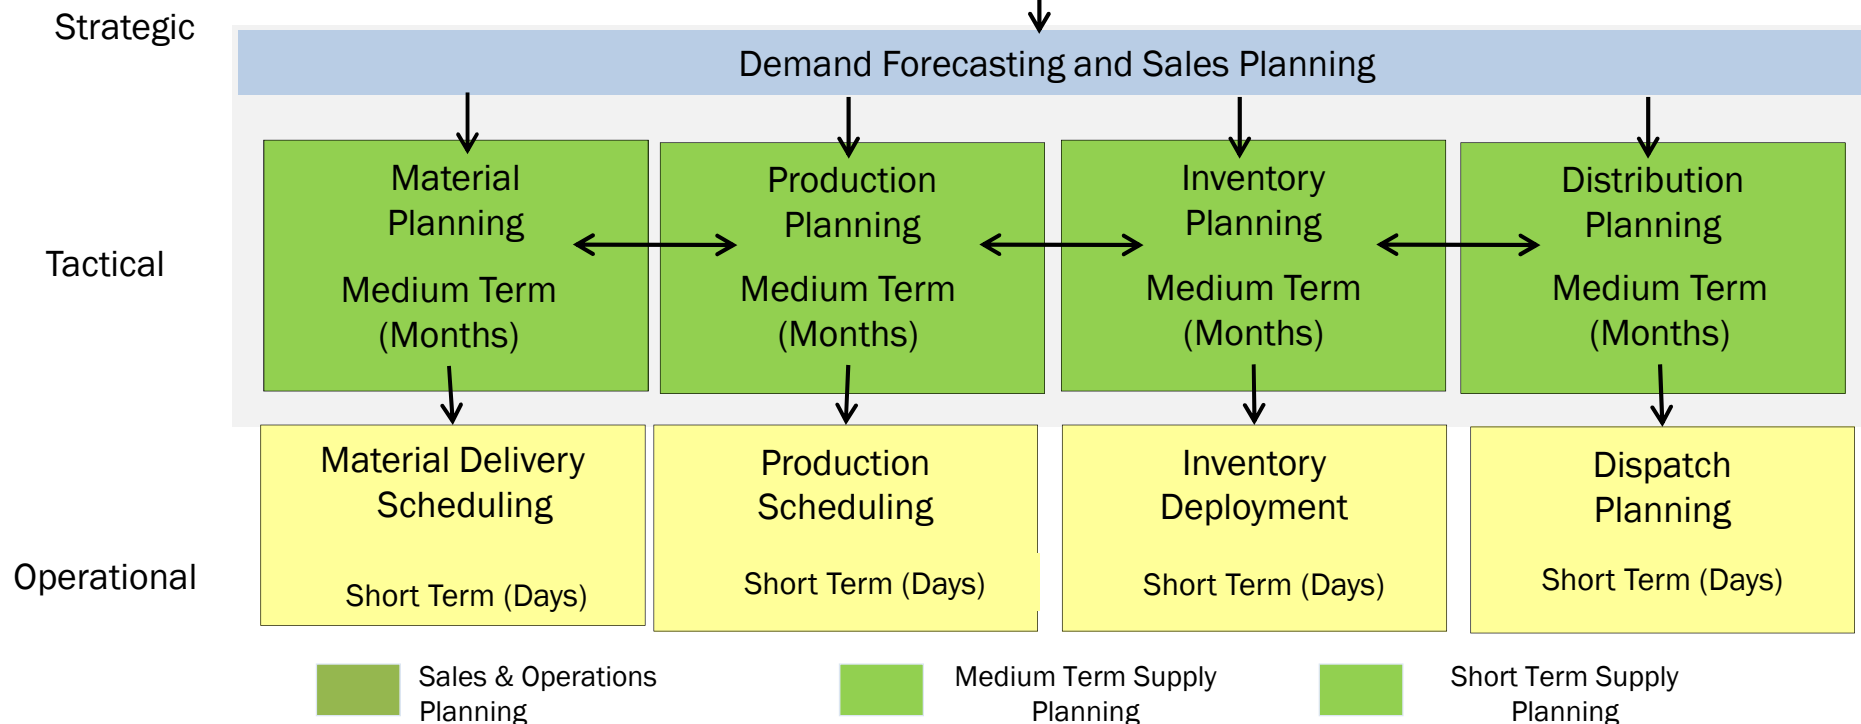 Strategic
Demand Forecasting and Sales Planning
Tactical
Material
Planning
Medium Term
(Months)
Production
Planning
Medium Term
(Months)
Inventory
Planning
Medium Term
(Months)
Distribution
Planning
Medium Term
(Months)
Operational
Material Delivery
Scheduling
Short Term (Days)
Production
Scheduling
Short Term (Days)
Inventory
Deployment
Short Term (Days)
Dispatch
Planning
Short Term (Days)
Sales & Operations
Planning
Medium Term Supply
Planning
Short Term Supply
Planning